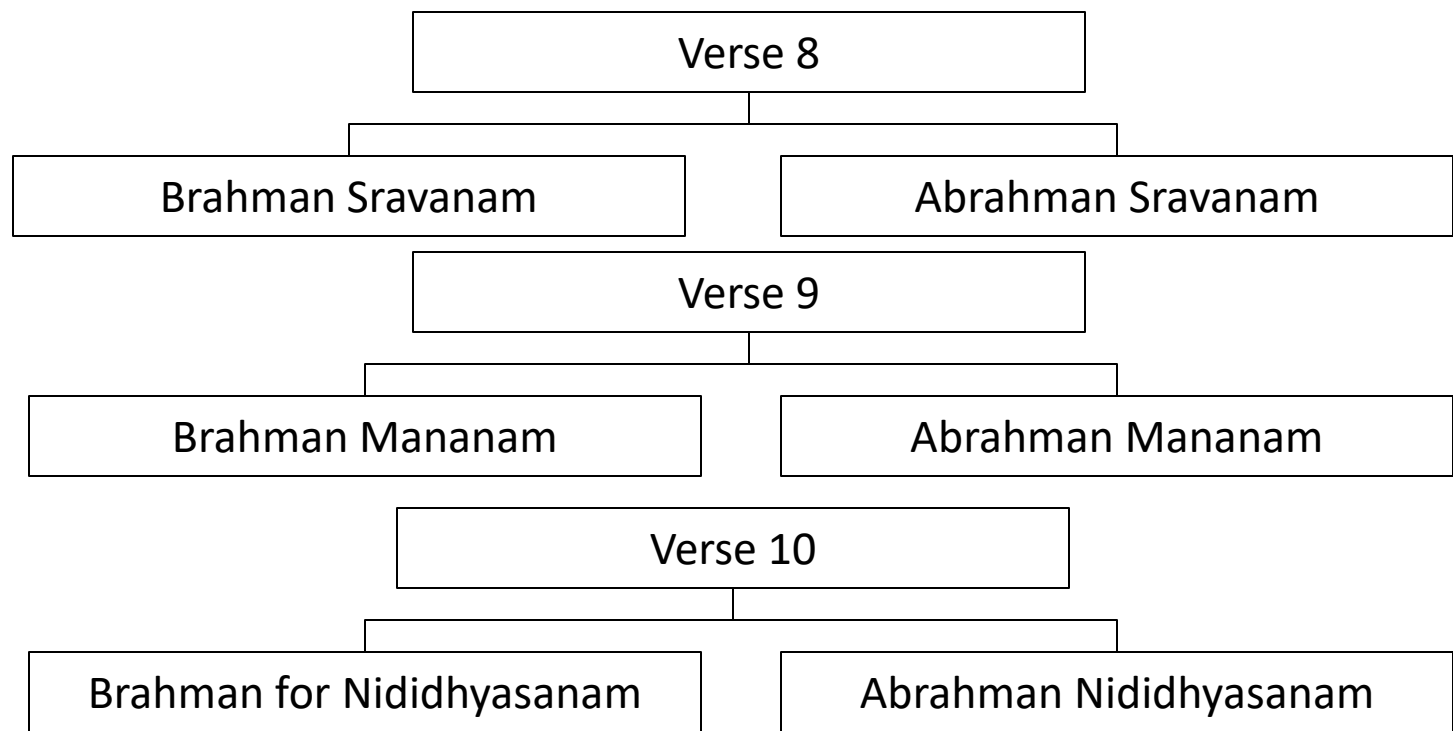 Verse 8
Brahman Sravanam
Abrahman Sravanam
Verse 9
Brahman Mananam
Abrahman Mananam
Verse 10
Brahman for Nididhyasanam
Abrahman Nididhyasanam